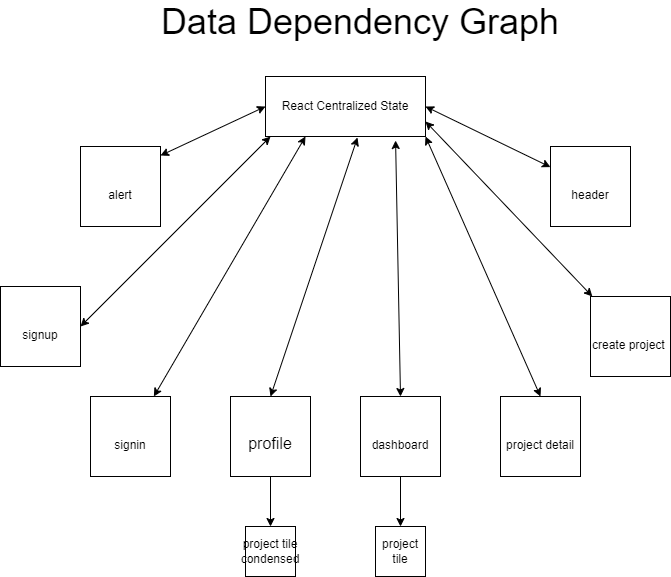 Data Dependency Graph
React Centralized State
alert
header
signup
create project
signin
profile
dashboard
project detail
project tile
condensed
project
tile